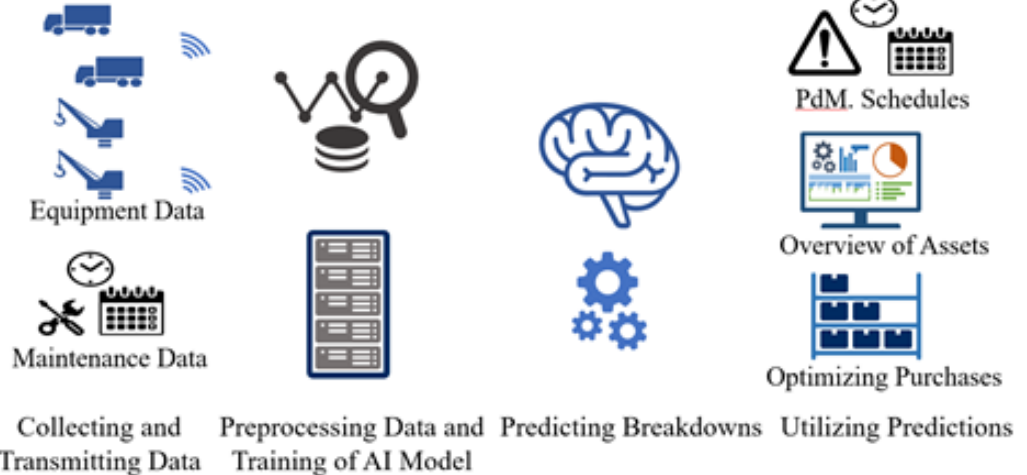 PdM. Schedules
Equipment Data
Overview of Assets
Maintenance Data
Optimizing Purchases
Collecting and
Transmitting Data
Preprocessing Data and
Training of AI Model
Predicting Breakdowns
Utilizing Predictions